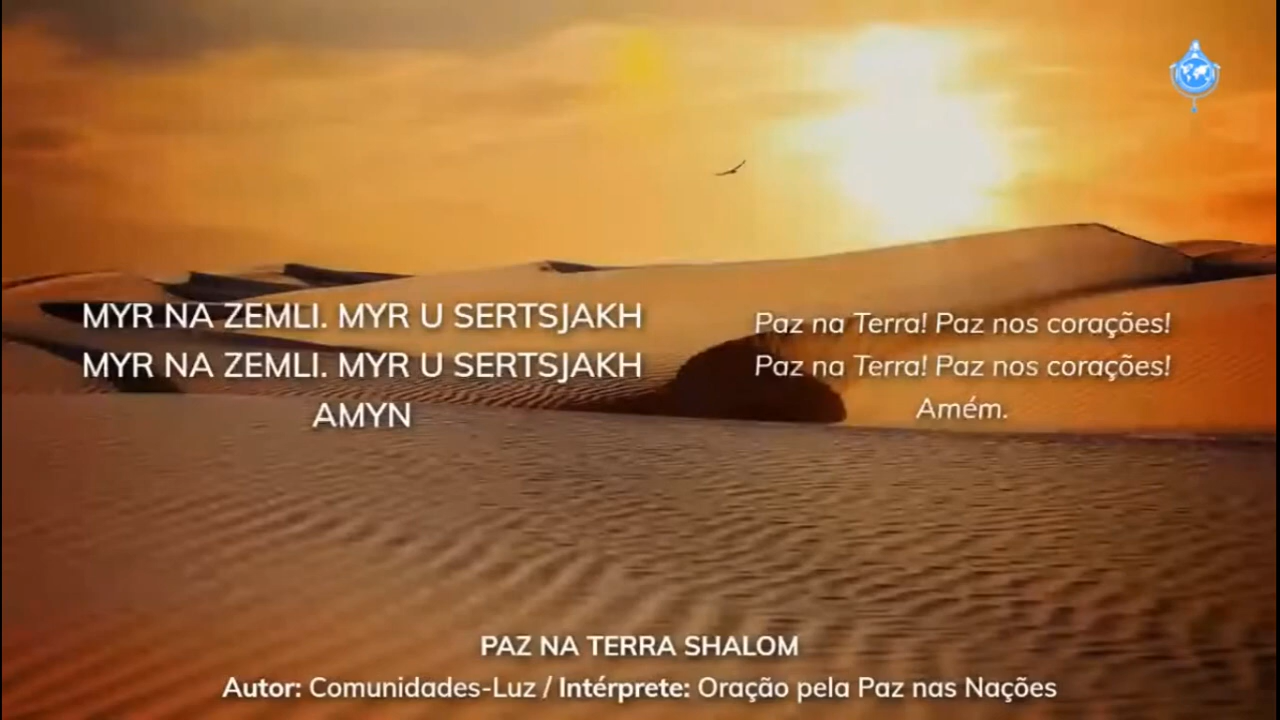 MYR NA ZEMLI. MYR U SERTSJAKH
MYR NA ZEMLI. MYR U SERTSJAKH
AMYN
Paz na Terra! Paz nos corações!
Paz na Terra! Paz nos corações!
Amém.
PAZ NA TERRA SHALOM
Autor: Comunidades-Luz / Intérprete: Oração pela Paz nas Nações